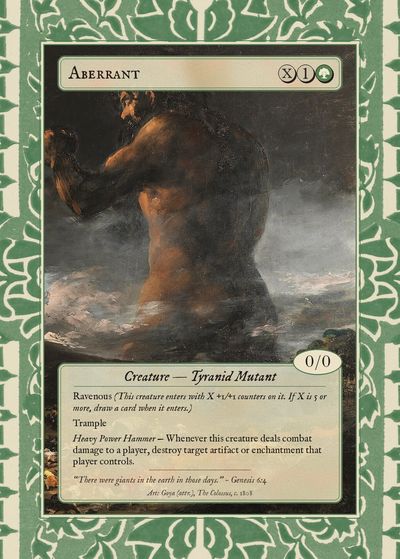 Aberrant
X 1
0/0
Creature — Tyranid Mutant
Ravenous (This creature enters with X +1/+1 counters on it. If X is 5 or
more, draw a card when it enters.)
Trample
Heavy Power Hammer — Whenever this creature deals combat
damage to a player, destroy target artifact or enchantment that
player controls.
"There were giants in the earth in those days." - Genesis 6:4
Art: Goya (attr.), The Colossus, c. 1808